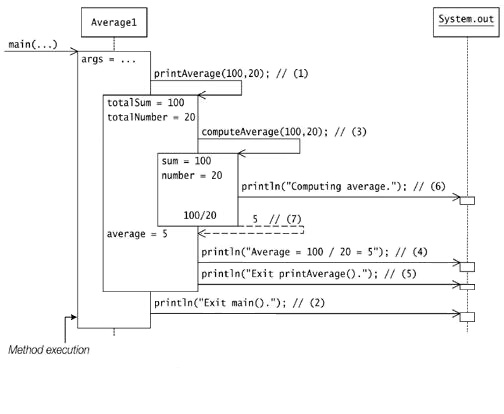 Average1
System.out
main(...)
args = ...
printAverage(100,20); // (1)
totalSum = 100
totalNumber = 20
computeAverage(100,20); // (3)
sum = 100
number = 20
println("Computing average."); // (6)
100/20
5 // (7)
average = 5
println("Average = 100 / 20 = 5"); // (4)
println("Exit printAverage()."); // (5)
println("Exit main()."); // (2)
Method execution